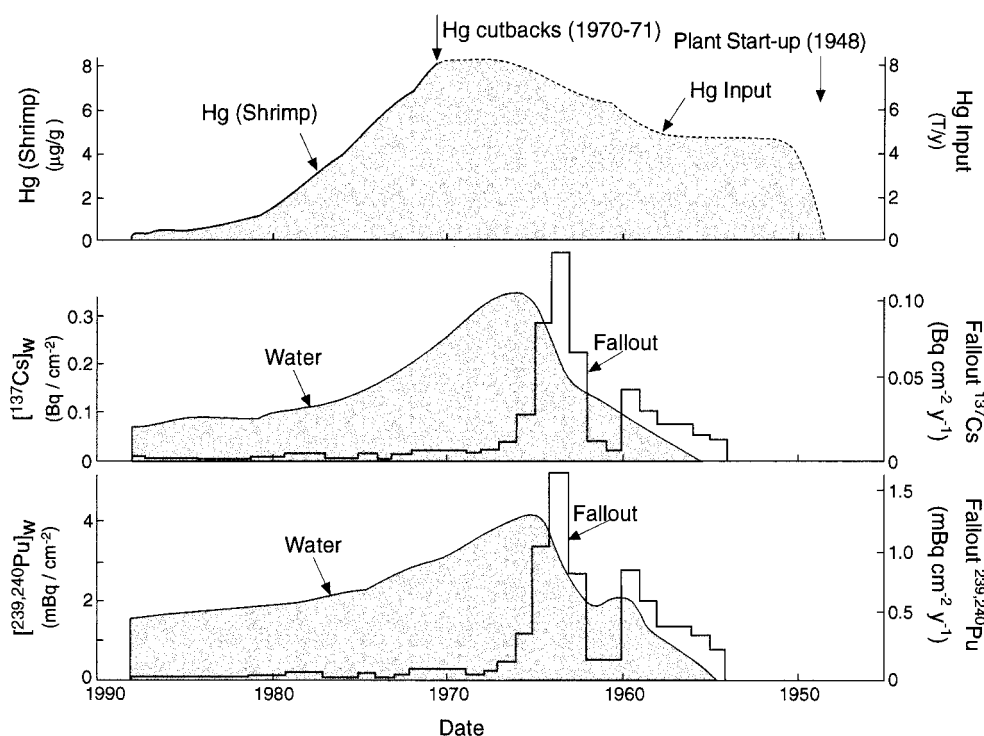 Hg cutbacks (1970-71)
Plant Start-up (1948)
Hg (Shrimp)
(µg/g)
8
6
4
2
0
Hg (Shrimp)
Hg Input
8
6
4
2
0
Hg Input
(T/y)
[137Cs]w
(Bq / cm-2)
0.3
0.2
0.1
0
Water
Fallout
0.10
0.05
0
Fallout 137Cs
(Bq cm-2 y-1)
[239,240Pu]w
(mBq / cm-2)
4
2
0
Water
Fallout
1.5
1.0
0.5
0
Fallout 239,240Pu
(mBq cm-2 y-1)
1990
1980
1970
1960
1950
Date